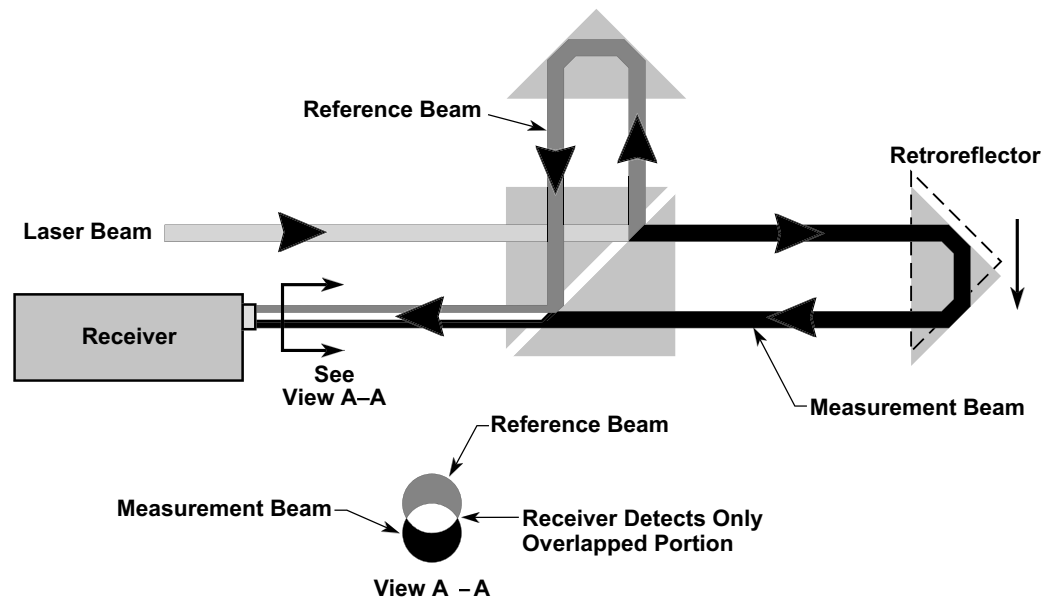 Reference Beam
Retroreflector
Laser Beam
Receiver
See
View A–A
Measurement Beam
Reference Beam
Measurement Beam
Receiver Detects Only
Overlapped Portion
View A – A